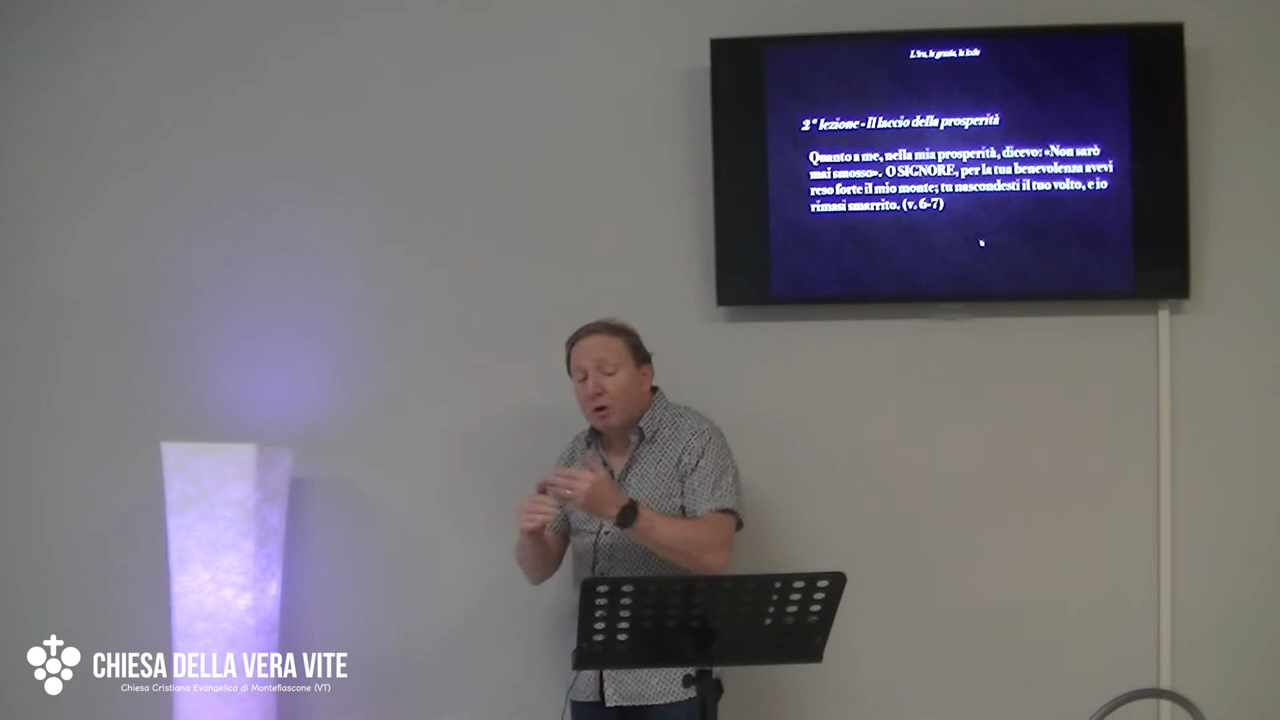 L'ira, la grazia, la lode
2° lezione - Il laccio della prosperità
Quanto a me, nella mia prosperità, dicevo: «Non sarò
mai smosso». O SIGNORE, per la tua benevolenza avevi
reso forte il mio monte; tu nascondesti il tuo volto, e io
rimasi smarrito. (v. 6-7)
CHIESA DELLA VERA VITE
Chiesa Cristiana Evangelica di Montefiascone (VT)